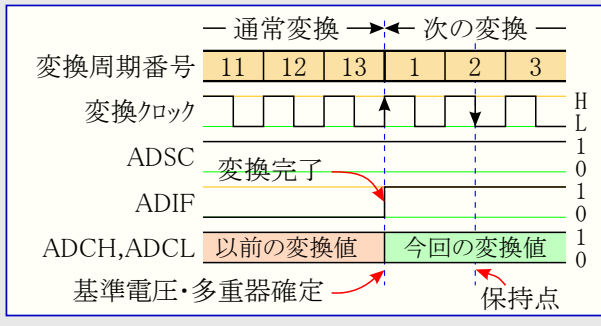 通常変換 次の変換
変換周期番号 11 12 13 1 2 3
変換クロック H L
ADSC 1 0
変換完了
ADIF 1 0
ADCH,ADCL 以前の変換値 今回の変換値 1 0
基準電圧・多重器確定 保持点